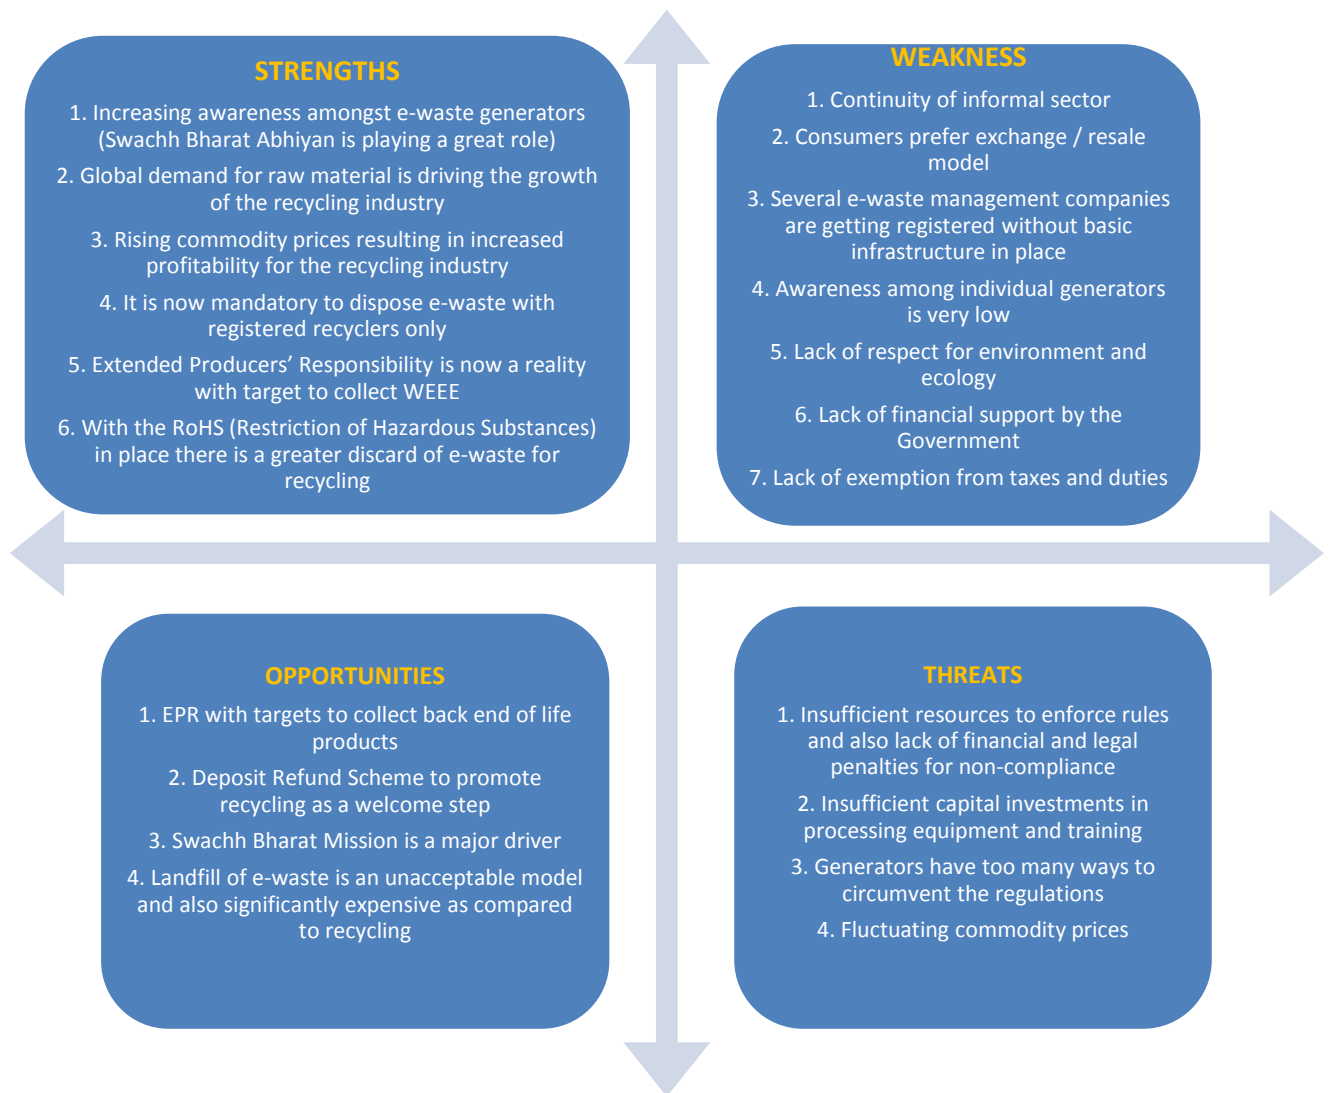 STRENGTHS
1. Increasing awareness amongst e-waste generators
(Swachh Bharat Abhiyan is playing a great role)
2. Global demand for raw material is driving the growth
of the recycling industry
3. Rising commodity prices resulting in increased
profitability for the recycling industry
4. It is now mandatory to dispose e-waste with
registered recyclers only
5. Extended Producers’ Responsibility is now a reality
with target to collect WEEE
6. With the RoHS (Restriction of Hazardous Substances)
in place there is a greater discard of e-waste for
recycling
WEAKNESS
1. Continuity of informal sector
2. Consumers prefer exchange / resale
model
3. Several e-waste management companies
are getting registered without basic
infrastructure in place
4. Awareness among individual generators
is very low
5. Lack of respect for environment and
ecology
6. Lack of financial support by the
Government
7. Lack of exemption from taxes and duties
OPPORTUNITIES
1. EPR with targets to collect back end of life
products
2. Deposit Refund Scheme to promote
recycling as a welcome step
3. Swachh Bharat Mission is a major driver
4. Landfill of e-waste is an unacceptable model
and also significantly expensive as compared
to recycling
THREATS
1. Insufficient resources to enforce rules
and also lack of financial and legal
penalties for non-compliance
2. Insufficient capital investments in
processing equipment and training
3. Generators have too many ways to
circumvent the regulations
4. Fluctuating commodity prices